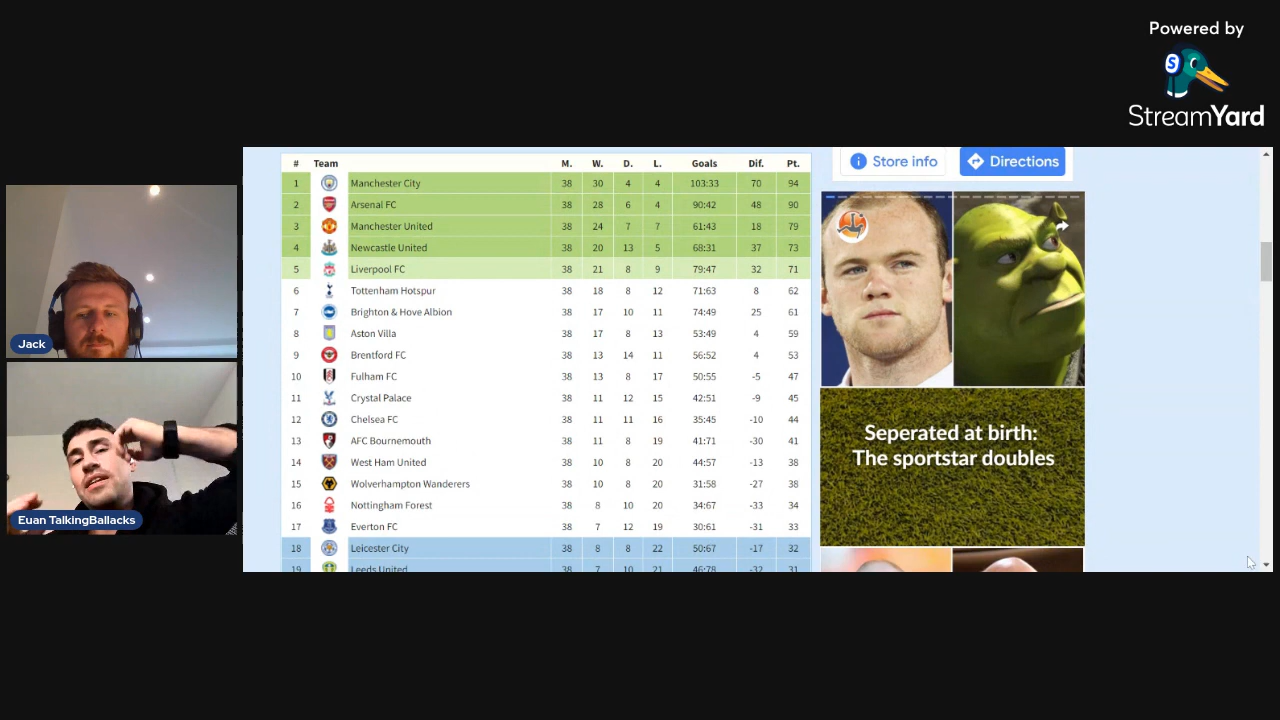 Powered by
S
StreamYard
Jack
Euan TalkingBallacks
# Team M. W. D. L. Goals Dif. Pt.
1 Manchester City 38 30 4 4 103:33 70 94
2 Arsenal FC 38 28 6 4 90:42 48 90
3 Manchester United 38 24 7 7 61:43 18 79
4 Newcastle United 38 20 13 5 68:31 37 73
5 Liverpool FC 38 21 8 9 79:47 32 71
6 Tottenham Hotspur 38 18 8 12 71:63 8 62
7 Brighton & Hove Albion 38 17 10 11 74:49 25 61
8 Aston Villa 38 17 8 13 53:49 4 59
9 Brentford FC 38 13 14 11 56:52 4 53
10 Fulham FC 38 13 8 17 50:55 -5 47
11 Crystal Palace 38 11 12 15 42:51 -9 45
12 Chelsea FC 38 11 11 16 35:45 -10 44
13 AFC Bournemouth 38 11 8 19 41:71 -30 41
14 West Ham United 38 10 8 20 44:57 -13 38
15 Wolverhampton Wanderers 38 10 8 20 31:58 -27 38
16 Nottingham Forest 38 8 10 20 34:67 -33 34
17 Everton FC 38 7 12 19 30:61 -31 33
18 Leicester City 38 8 8 22 50:67 -17 32
19 Leeds United 38 7 10 21 46:78 -32 31
Store info
Directions
Seperated at birth:
The sportstar doubles